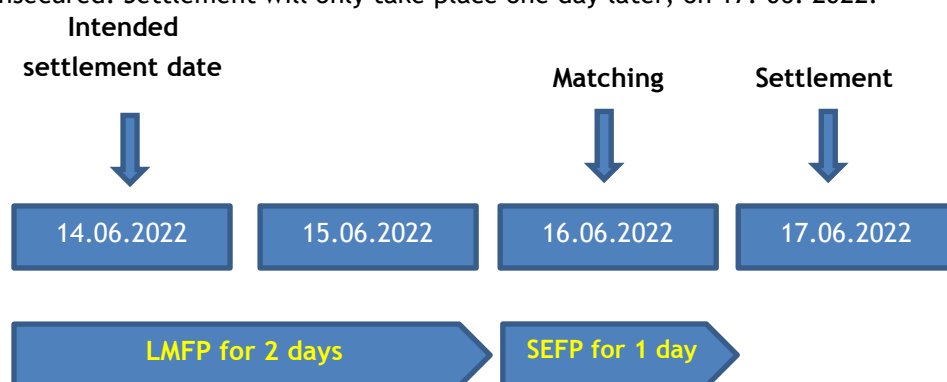 nsecured. Settlement will only take place one day later, on 17. 06. 2022.
Intended
settlement date
Matching
Settlement
14.06.2022
15.06.2022
16.06.2022
17.06.2022
LMFP for 2 days
SEFP for 1 day